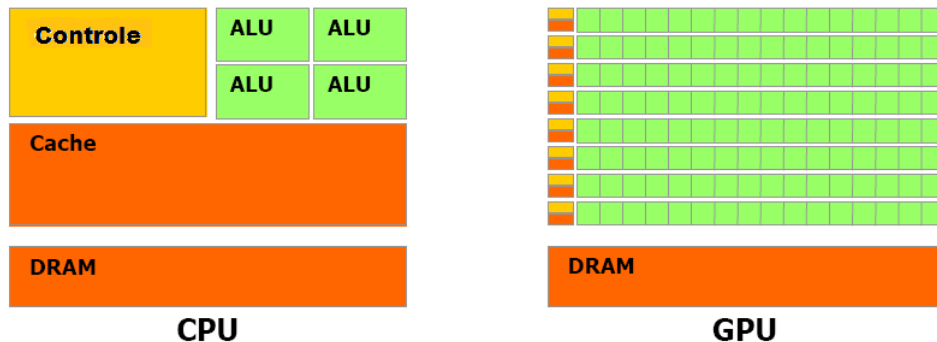 Controle
ALU ALU
ALU ALU
Cache
DRAM
CPU
DRAM
GPU